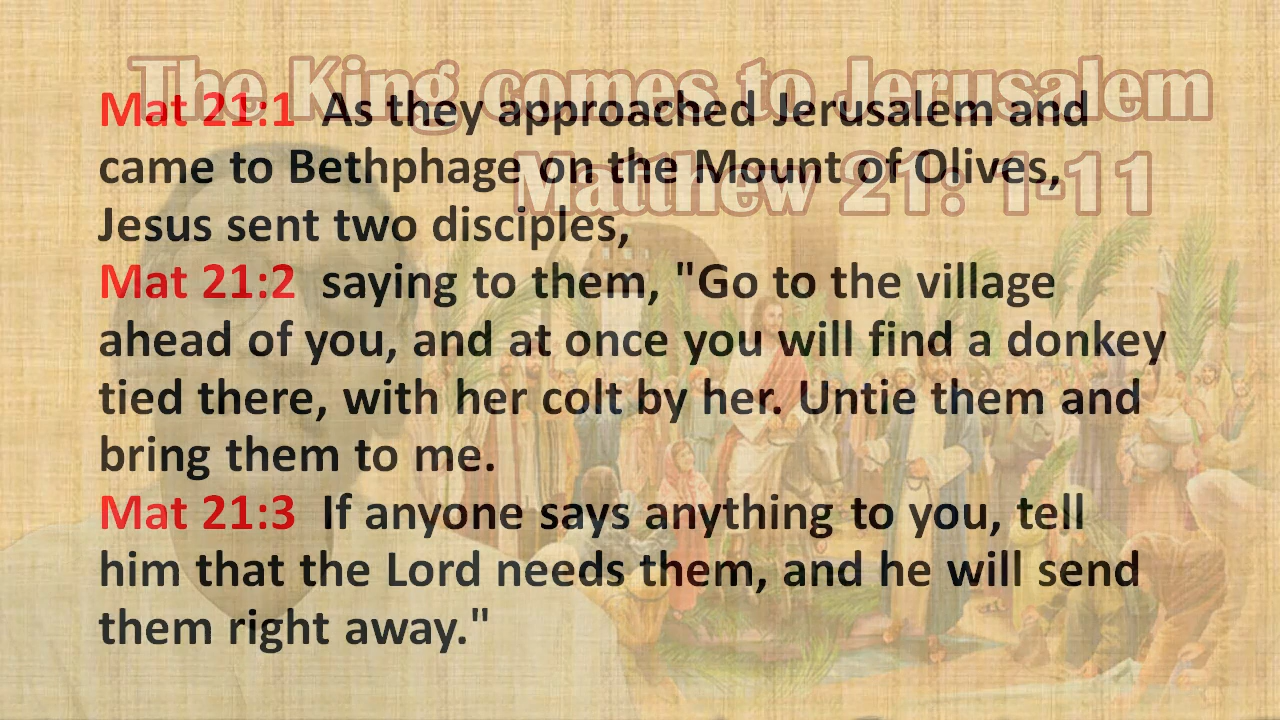 The King comes to Jerusalem
Matthew 21: 1-11
Mat 21:1 As they approached Jerusalem and
came to Bethphage on the Mount of Olives,
Jesus sent two disciples,
Mat 21:2 saying to them, "Go to the village
ahead of you, and at once you will find a donkey
tied there, with her colt by her. Untie them and
bring them to me.
Mat 21:3 If anyone says anything to you, tell
him that the Lord needs them, and he will send
them right away."